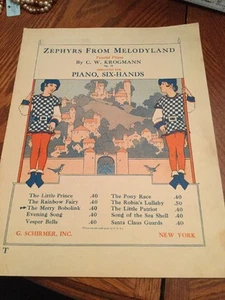 ZEPHYRS FROM MELODYLAND
By C. W. KROGMANN
PIANO, SIX-HANDS
The Little Prince .40
The Rainbow Fairy .40
The Merry Bobolink .40
Evening Song .40
Vesper Bells .40
The Pony Race .40
The Robin's Lullaby .30
The Little Patriot .40
Song of the Sea Shell .40
Santa Claus Guards .40
G. SCHIRMER, INC. NEW YORK
T